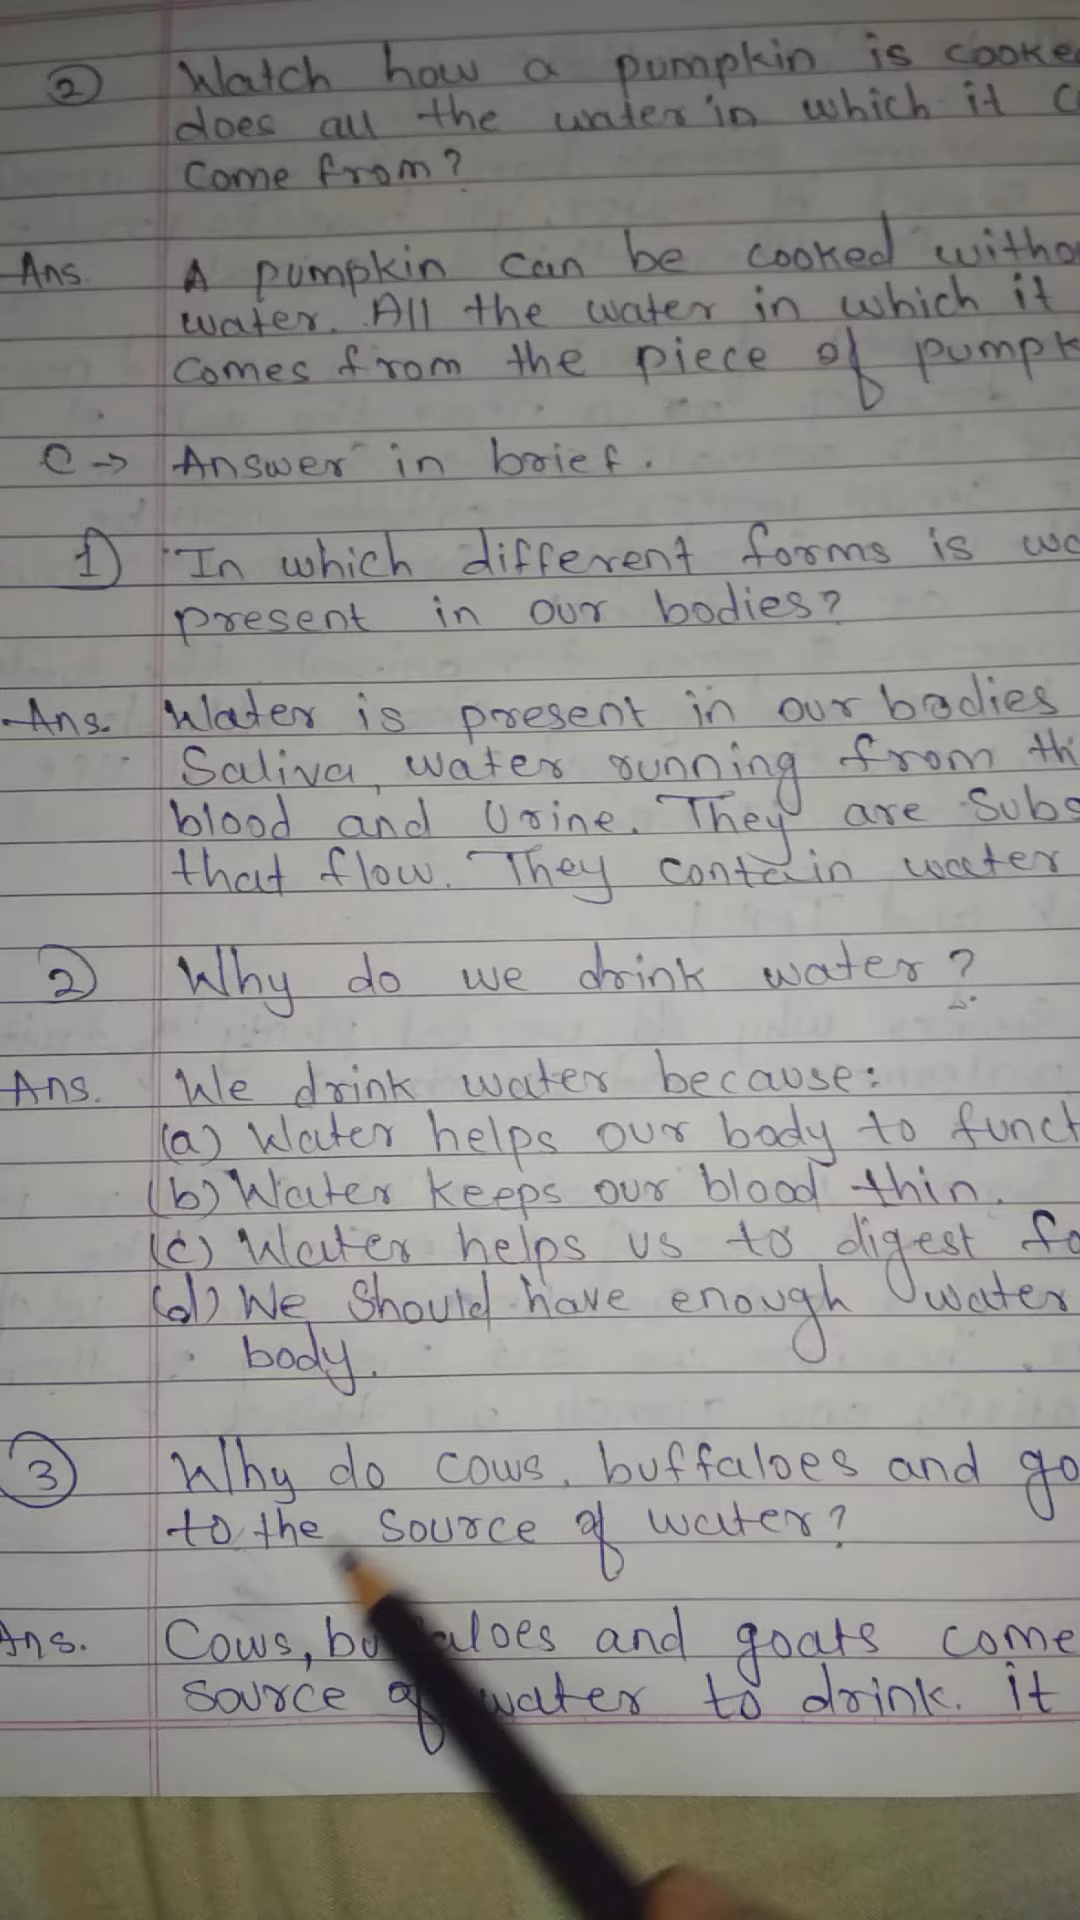 2 Watch how a pumpkin is cooke
does all the water in which it c
come from?
Ans. A pumpkin can be cooked witho
water. All the water in which it
comes from the piece of pumpk
C → Answer in brief.
1) In which different forms is wa
present in our bodies?
Ans. Water is present in our bodies
Saliva, water running from th
blood and Urine. They are Subs
that flow. They contain water
2) Why do we drink water?
Ans. We drink water because:
(a) Water helps our body to funct
(b) Water keeps our blood thin.
(c) Water helps us to digest fo
(d) We Should have enough water
body.
3 Why do cows, buffaloes and go
to the source of water?
Ans. Cows, bu aloes and goats come
source of water to drink. it